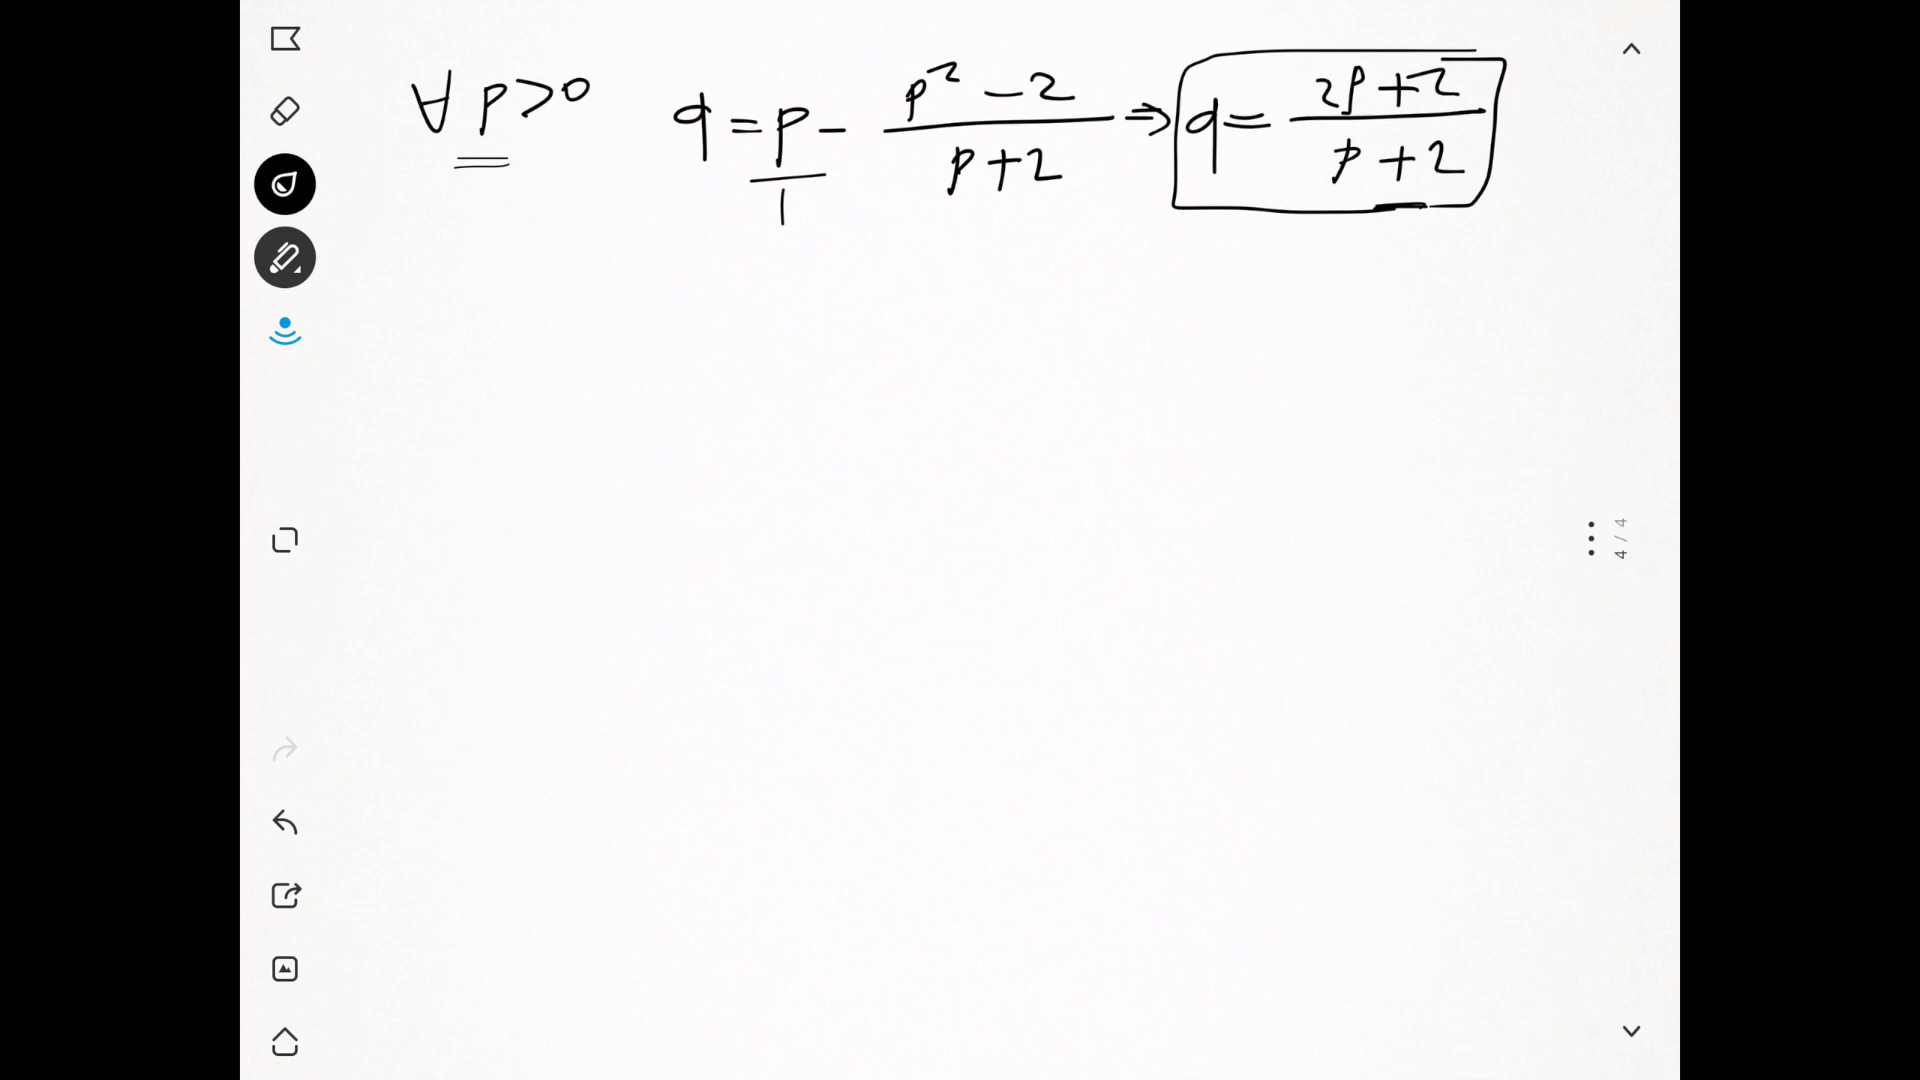 ∀ p>0 q = p/1 - (p² - 2)/(p + 2) ⇒ q = (2p + 2)/(p + 2)
4 / 4